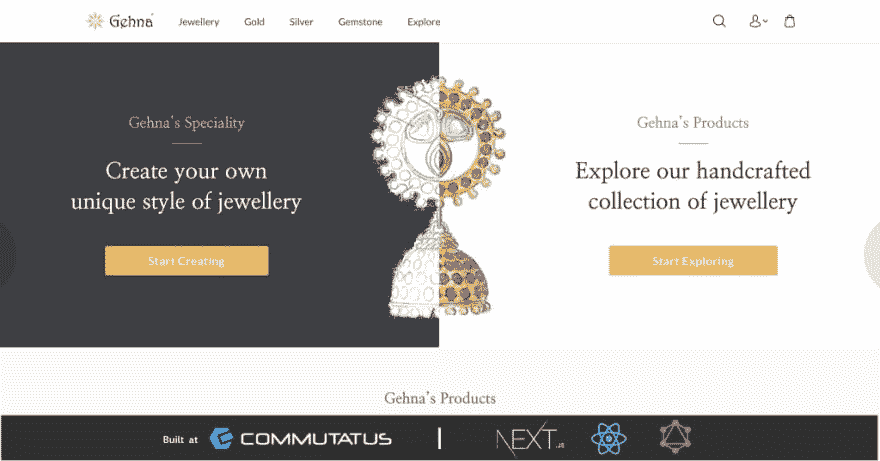 Gehna
Jewellery
Gold
Silver
Gemstone
Explore
Gehna's Speciality
Create your own
unique style of jewellery
Start Creating
Gehna's Products
Explore our handcrafted
collection of jewellery
Start Exploring
Gehna's Products
Built at
COMMUTATUS
NEXT.JS